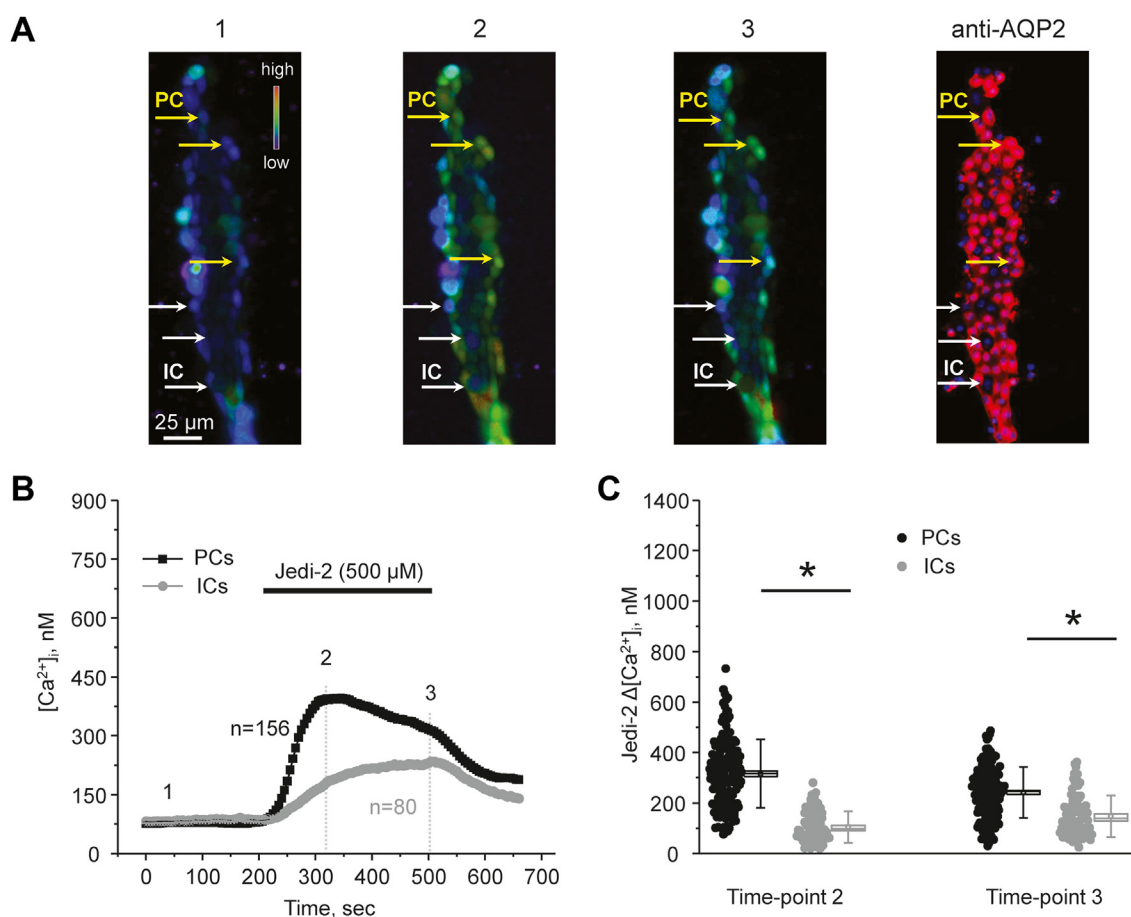 A
1
2
3
anti-AQP2
high
low
PC
PC
PC
PC
IC
IC
IC
IC
25 µm
B
900
750
600
450
300
150
0
[Ca²⁺]ᵢ, nM
PCs
ICs
Jedi-2 (500 µM)
1
2
3
n=156
n=80
0
100
200
300
400
500
600
700
Time, sec
C
1400
1200
1000
800
600
400
200
0
Jedi-2 Δ[Ca²⁺]ᵢ, nM
PCs
ICs
*
*
Time-point 2
Time-point 3